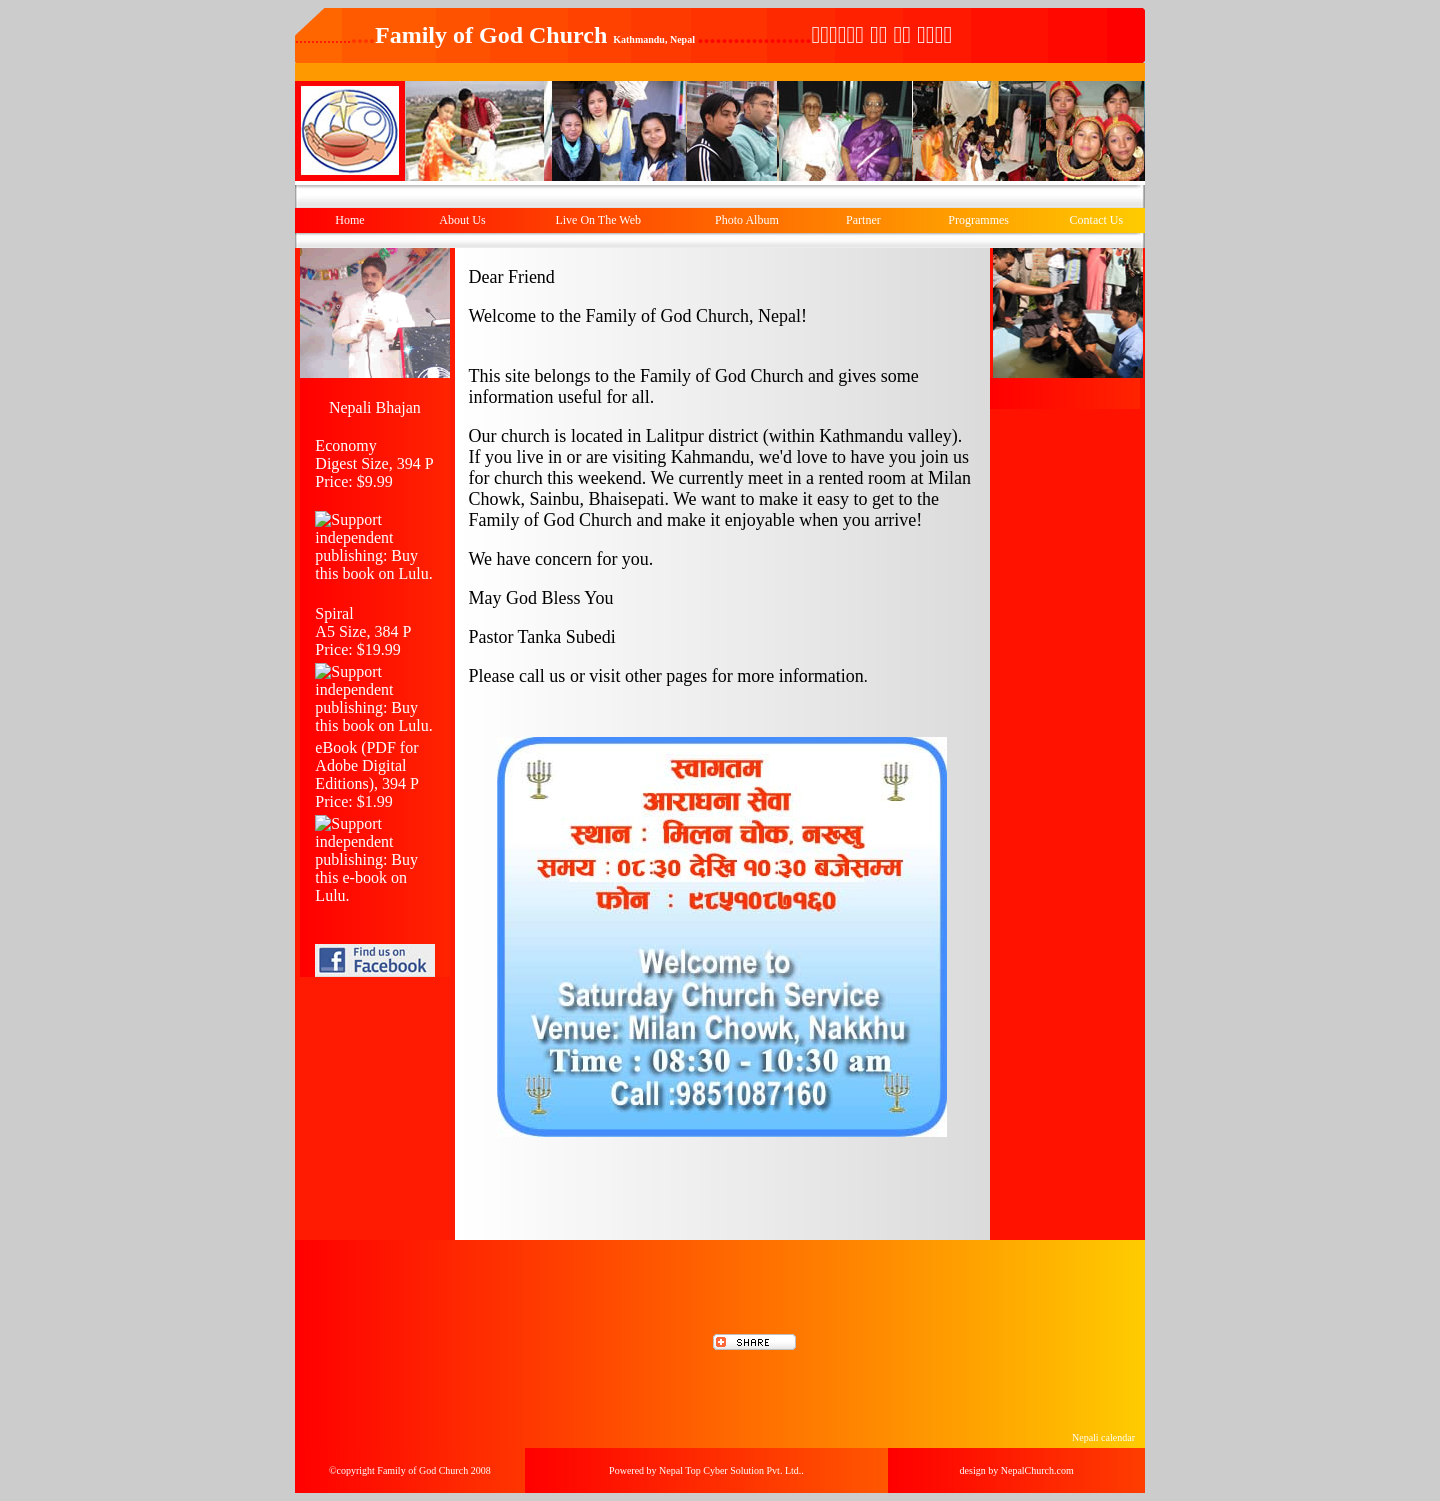 Family of God Church Kathmandu, Nepal
Home About Us Live On The Web Photo Album Partner Programmes Contact Us
Dear Friend
Welcome to the Family of God Church, Nepal!
This site belongs to the Family of God Church and gives some
information useful for all.
Our church is located in Lalitpur district (within Kathmandu valley).
If you live in or are visiting Kahmandu, we'd love to have you join us
for church this weekend. We currently meet in a rented room at Milan
Chowk, Sainbu, Bhaisepati. We want to make it easy to get to the
Family of God Church and make it enjoyable when you arrive!
We have concern for you.
May God Bless You
Pastor Tanka Subedi
Please call us or visit other pages for more information.
Nepali Bhajan
Economy
Digest Size, 394 P
Price: $9.99
Support
independent
publishing: Buy
this book on Lulu.
Spiral
A5 Size, 384 P
Price: $19.99
Support
independent
publishing: Buy
this book on Lulu.
eBook (PDF for
Adobe Digital
Editions), 394 P
Price: $1.99
Support
independent
publishing: Buy
this e-book on
Lulu.
Find us on
Facebook
स्वागतम
आराधना सेवा
स्थान : मिलन चोक, नख्खु
समय : ०८:३० देखि १०:३० बजेसम्म
फोन : ९८५१०८७१६०
Welcome to
Saturday Church Service
Venue: Milan Chowk, Nakkhu
Time : 08:30 - 10:30 am
Call :9851087160
SHARE
Nepali calendar
©copyright Family of God Church 2008
Powered by Nepal Top Cyber Solution Pvt. Ltd..
design by NepalChurch.com